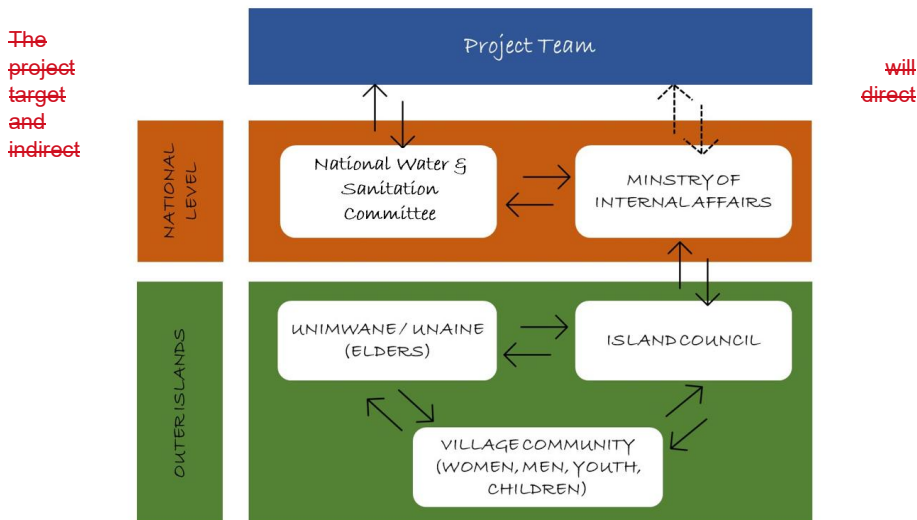 The
project will
target direct
and
indirect
Project Team
NATIONAL
LEVEL
National Water &
Sanitation
Committee
MINSTRY OF
INTERNAL AFFAIRS
OUTER ISLANDS
UNIMWANE / UNAINE
(ELDERS)
ISLAND COUNCIL
VILLAGE COMMUNITY
(WOMEN, MEN, YOUTH,
CHILDREN)